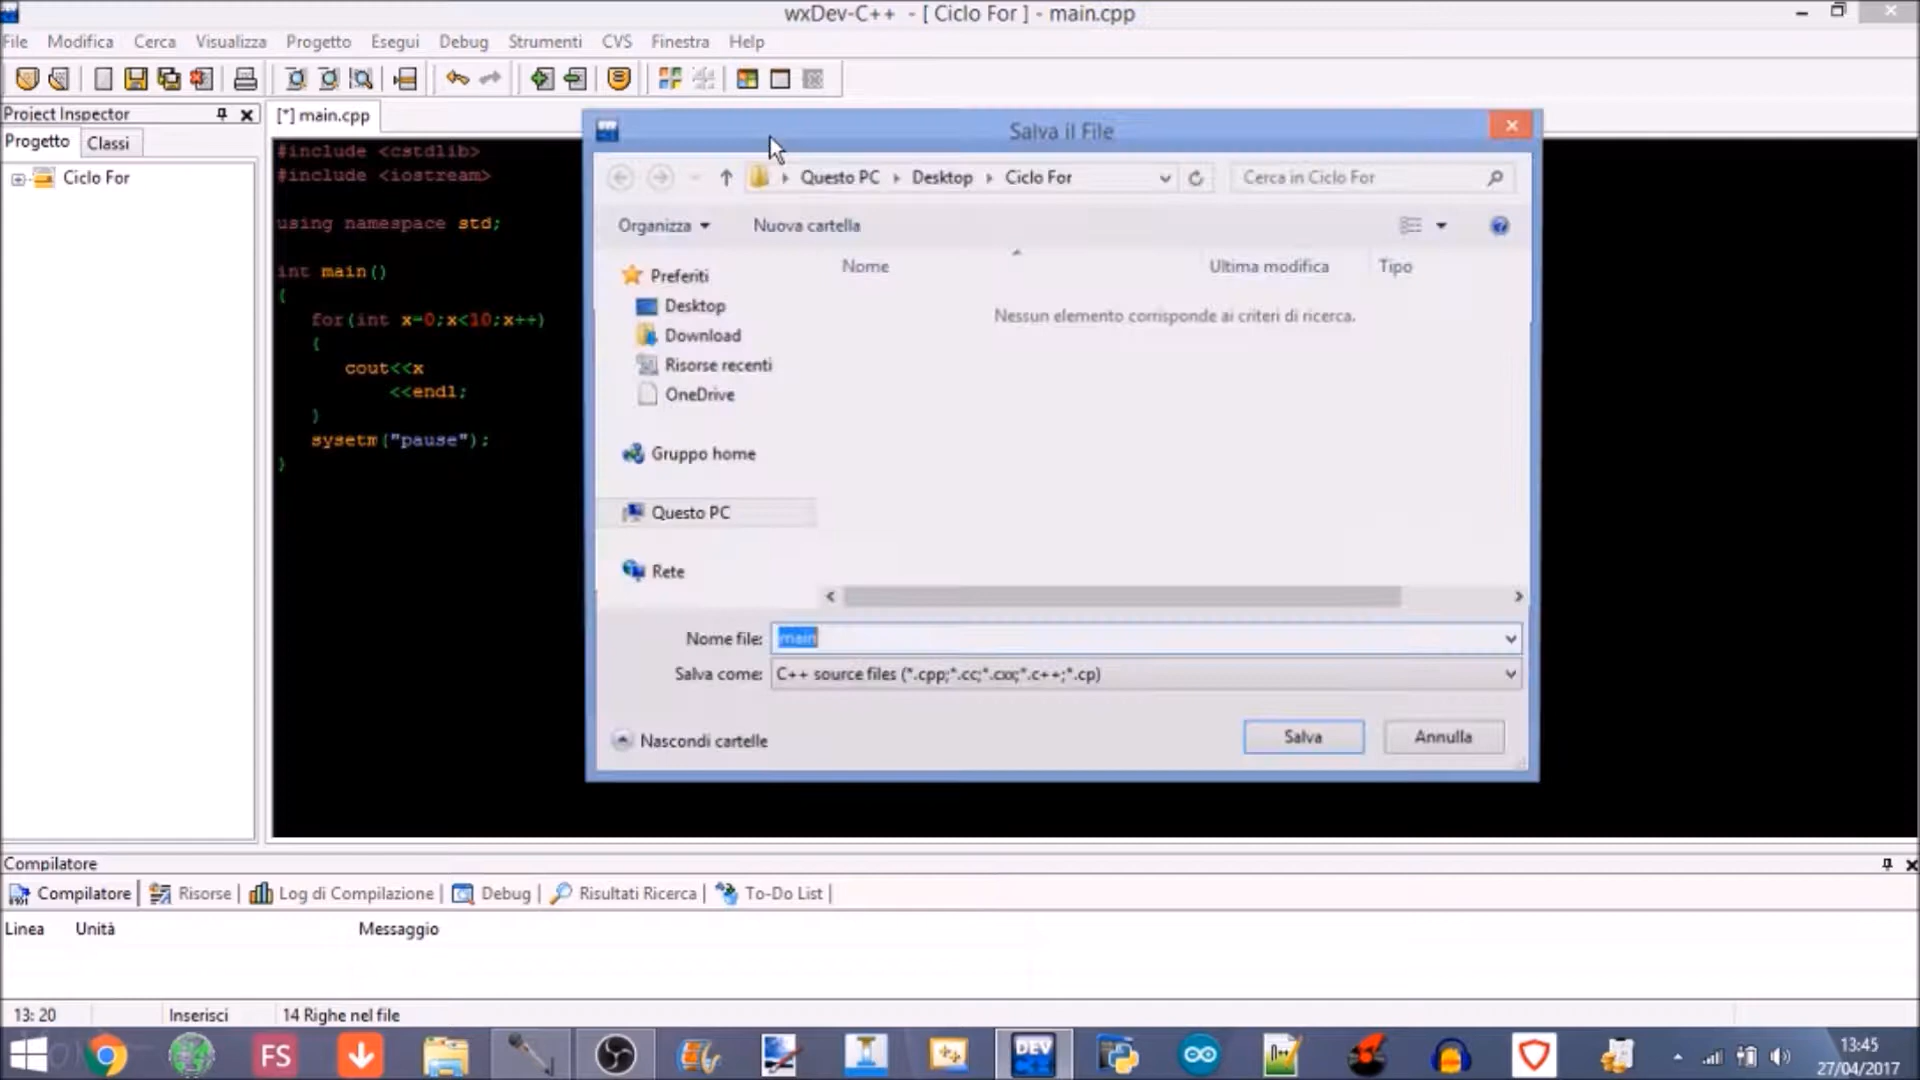 wxDev-C++ - [ Ciclo For ] - main.cpp
File Modifica Cerca Visualizza Progetto Esegui Debug Strumenti CVS Finestra Help
Project Inspector
[*] main.cpp
Progetto Classi
Ciclo For
#include <cstdlib>
#include <iostream>
using namespace std;
int main()
{
for(int x=0;x<10;x++)
{
cout<<x
<<endl;
}
sysetm("pause");
}
Salva il File
Questo PC Desktop Ciclo For
Cerca in Ciclo For
Organizza Nuova cartella
Nome Ultima modifica Tipo
Nessun elemento corrisponde ai criteri di ricerca.
Preferiti
Desktop
Download
Risorse recenti
OneDrive
Gruppo home
Questo PC
Rete
Nome file: main
Salva come: C++ source files (*.cpp;*.cc;*.cxx;*.c++;*.cp)
Nascondi cartelle
Salva Annulla
Compilatore
Compilatore Risorse Log di Compilazione Debug Risultati Ricerca To-Do List
Linea Unità Messaggio
13: 20 Inserisci 14 Righe nel file
FS
DEV
C++
13:45
27/04/2017